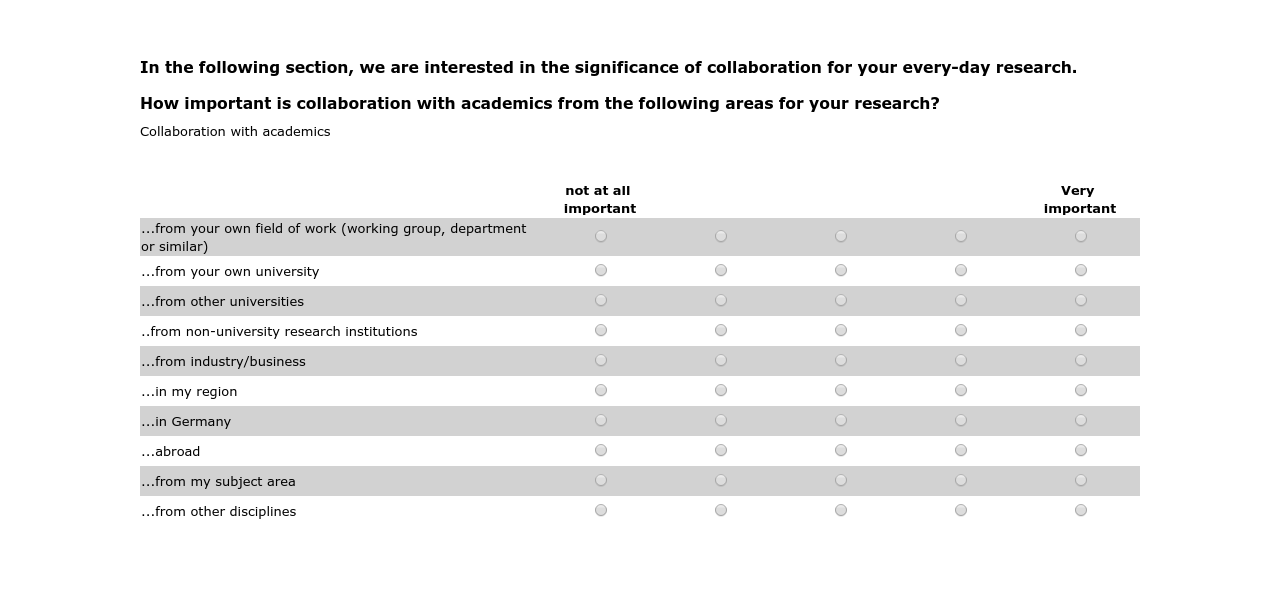 In the following section, we are interested in the significance of collaboration for your every-day research.
How important is collaboration with academics from the following areas for your research?
Collaboration with academics
not at all important
Very important
...from your own field of work (working group, department
or similar)
...from your own university
...from other universities
..from non-university research institutions
...from industry/business
...in my region
...in Germany
...abroad
...from my subject area
...from other disciplines